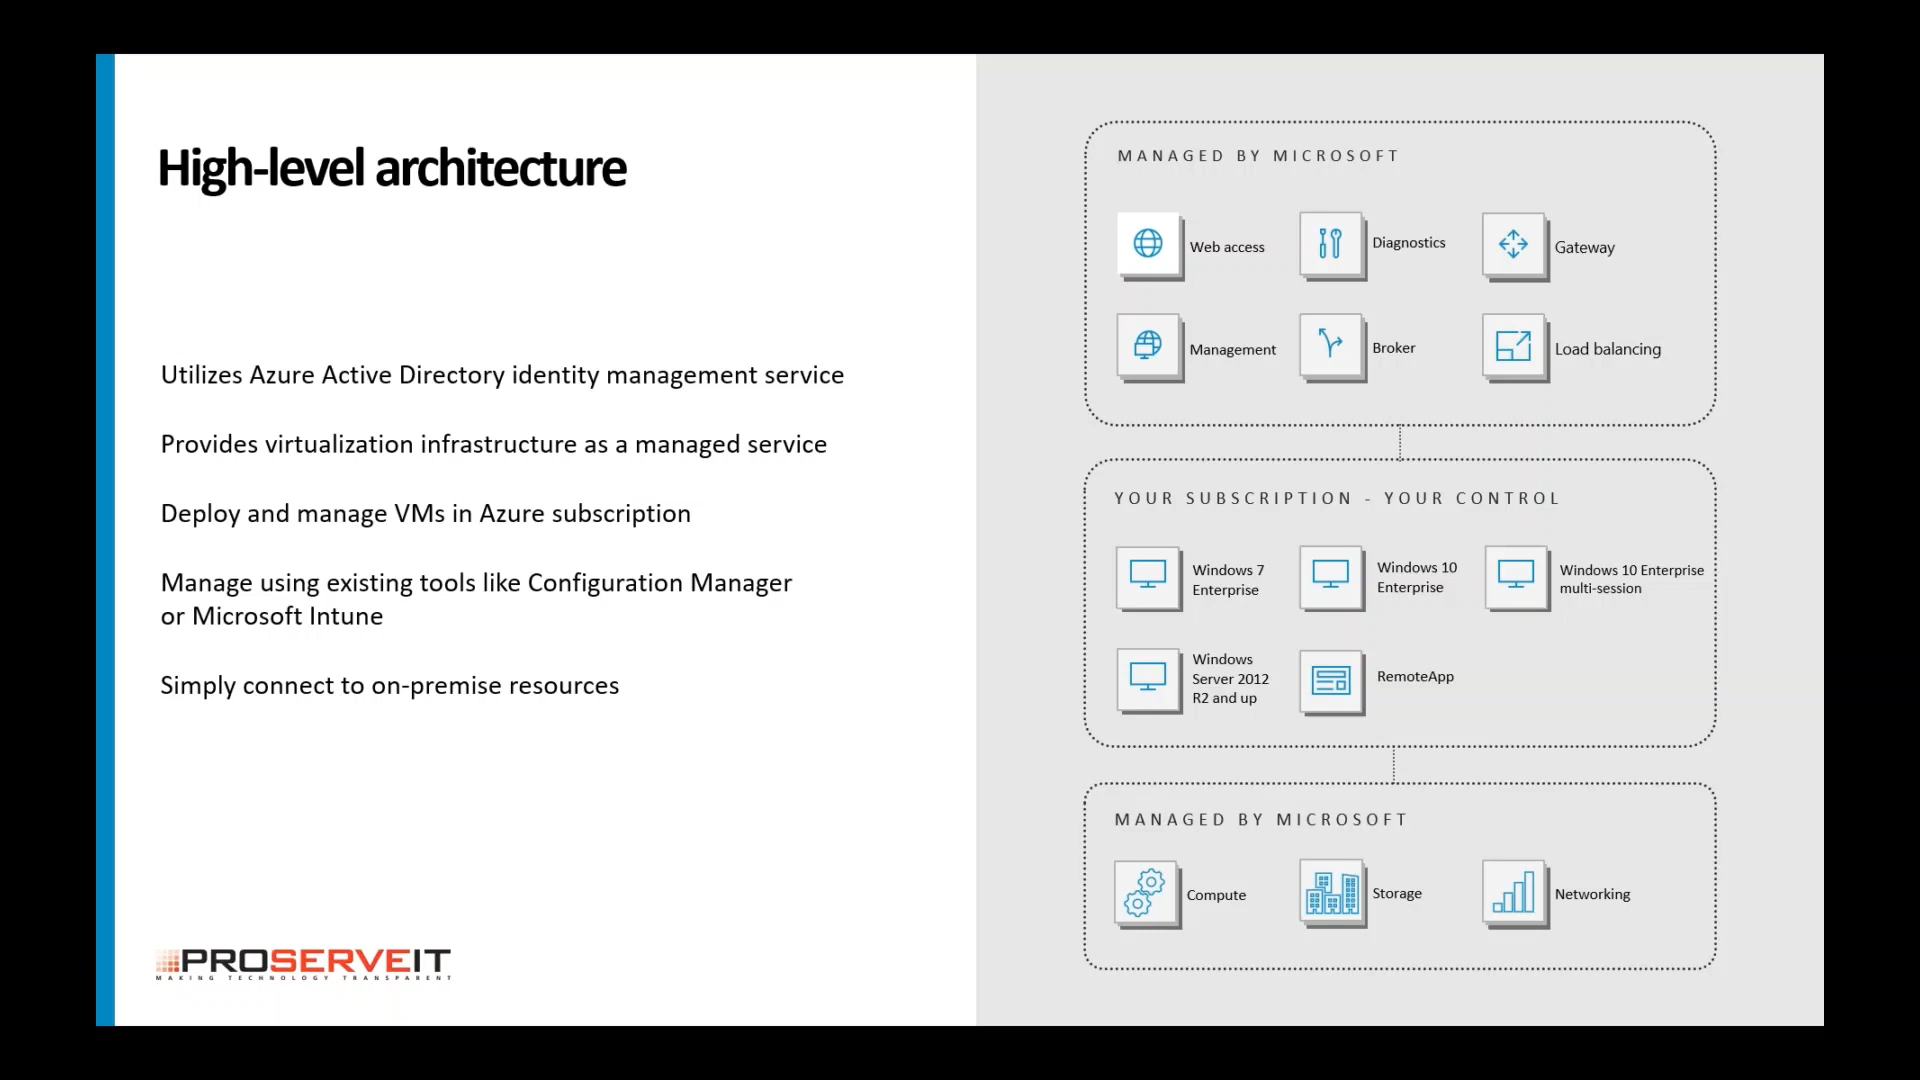 High-level architecture
Utilizes Azure Active Directory identity management service
Provides virtualization infrastructure as a managed service
Deploy and manage VMs in Azure subscription
Manage using existing tools like Configuration Manager
or Microsoft Intune
Simply connect to on-premise resources
PROSERVEIT
MAKING TECHNOLOGY TRANSPARENT
MANAGED BY MICROSOFT
Web access
Diagnostics
Gateway
Management
Broker
Load balancing
YOUR SUBSCRIPTION - YOUR CONTROL
Windows 7
Enterprise
Windows 10
Enterprise
Windows 10 Enterprise
multi-session
Windows
Server 2012
R2 and up
RemoteApp
MANAGED BY MICROSOFT
Compute
Storage
Networking